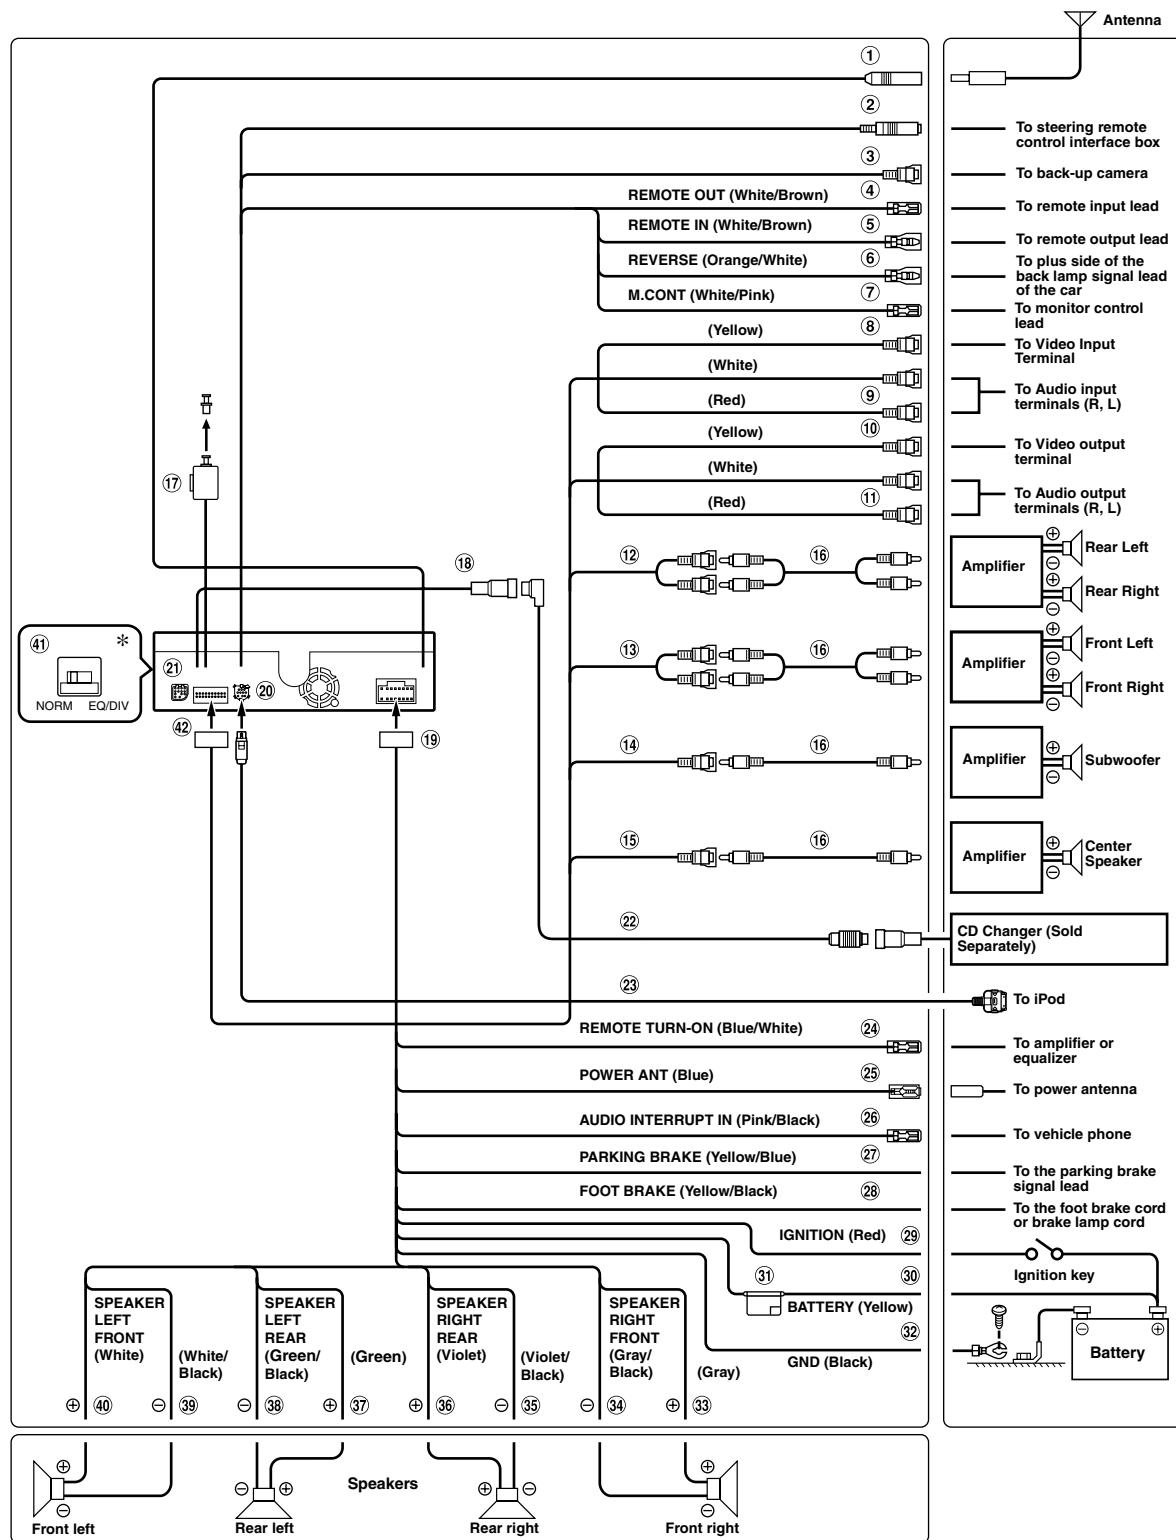 Antenna
1
2
To steering remote
control interface box
3
To back-up camera
REMOTE OUT (White/Brown)
4
To remote input lead
REMOTE IN (White/Brown)
5
To remote output lead
REVERSE (Orange/White)
6
To plus side of the
back lamp signal lead
of the car
M.CONT (White/Pink)
7
To monitor control
lead
(Yellow)
8
To Video Input
Terminal
(White)
(Red)
9
To Audio input
terminals (R, L)
(Yellow)
10
To Video output
terminal
(White)
(Red)
11
To Audio output
terminals (R, L)
17
12
16
Amplifier
⊕
⊖
⊕
⊖
Rear Left
Rear Right
18
41
*
NORM EQ/DIV
21
20
13
16
Amplifier
⊕
⊖
⊕
⊖
Front Left
Front Right
42
19
14
16
Amplifier
⊕
⊖
Subwoofer
15
16
Amplifier
⊕
⊖
Center
Speaker
22
CD Changer (Sold
Separately)
23
To iPod
REMOTE TURN-ON (Blue/White)
24
To amplifier or
equalizer
POWER ANT (Blue)
25
To power antenna
AUDIO INTERRUPT IN (Pink/Black)
26
To vehicle phone
PARKING BRAKE (Yellow/Blue)
27
To the parking brake
signal lead
FOOT BRAKE (Yellow/Black)
28
To the foot brake cord
or brake lamp cord
IGNITION (Red)
29
Ignition key
31
30
BATTERY (Yellow)
32
GND (Black)
⊖ ⊕
Battery
SPEAKER
LEFT
FRONT
(White)
(White/
Black)
SPEAKER
LEFT
REAR
(Green/
Black)
(Green)
SPEAKER
RIGHT
REAR
(Violet)
(Violet/
Black)
SPEAKER
RIGHT
FRONT
(Gray/
Black)
(Gray)
⊕ 40 ⊖ 39 ⊖ 38 ⊕ 37 ⊕ 36 ⊖ 35 ⊖ 34 ⊕ 33
⊕
⊖
Front left
⊖ ⊕
Rear left
Speakers
⊕ ⊖
Rear right
⊕
⊖
Front right